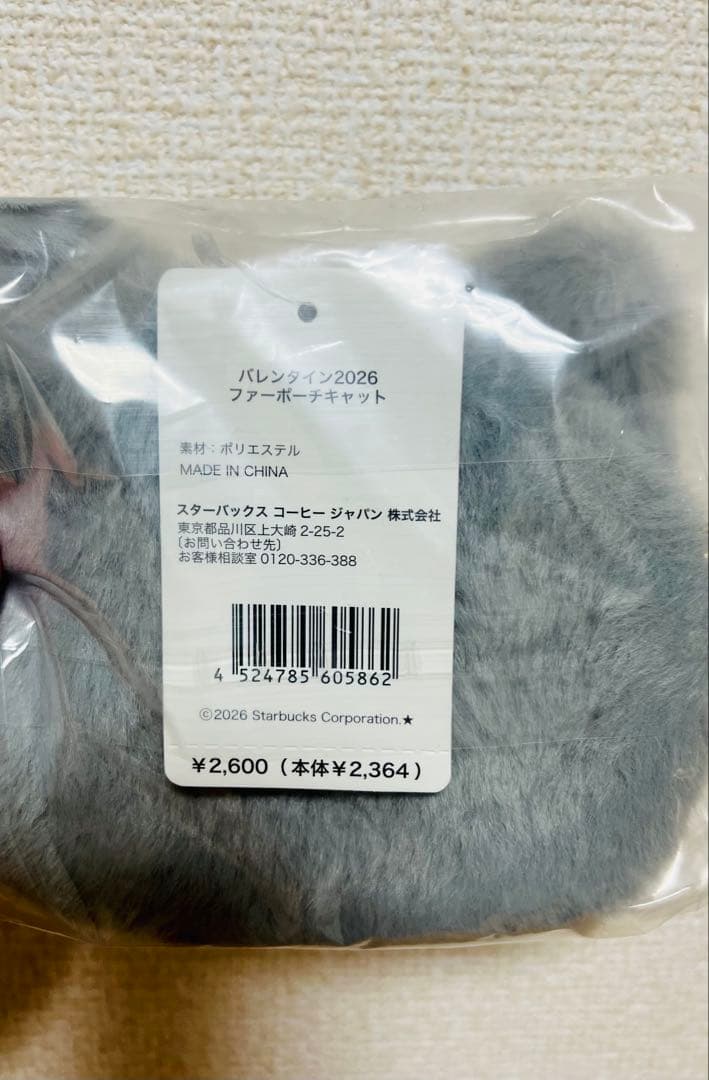 バレンタイン2026
ファーポーチキャット
素材：ポリエステル
MADE IN CHINA
スターバックス コーヒー ジャパン 株式会社
東京都品川区上大崎 2-25-2
〔お問い合わせ先〕
お客様相談室 0120-336-388
4 524785 605862
©2026 Starbucks Corporation.★
￥2,600（本体￥2,364）